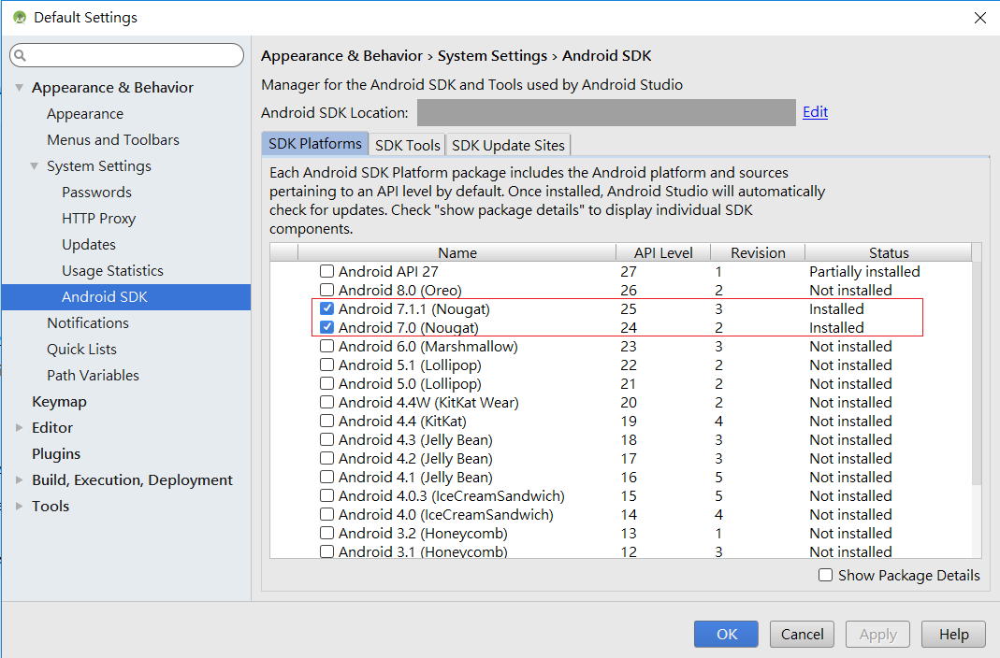 Default Settings
Appearance & Behavior
Appearance
Menus and Toolbars
System Settings
Passwords
HTTP Proxy
Updates
Usage Statistics
Android SDK
Notifications
Quick Lists
Path Variables
Keymap
Editor
Plugins
Build, Execution, Deployment
Tools
Appearance & Behavior › System Settings › Android SDK
Manager for the Android SDK and Tools used by Android Studio
Android SDK Location: Edit
SDK Platforms SDK Tools SDK Update Sites
Each Android SDK Platform package includes the Android platform and sources
pertaining to an API level by default. Once installed, Android Studio will automatically
check for updates. Check "show package details" to display individual SDK
components.
Name API Level Revision Status
Android API 27 27 1 Partially installed
Android 8.0 (Oreo) 26 2 Not installed
Android 7.1.1 (Nougat) 25 3 Installed
Android 7.0 (Nougat) 24 2 Installed
Android 6.0 (Marshmallow) 23 3 Not installed
Android 5.1 (Lollipop) 22 2 Not installed
Android 5.0 (Lollipop) 21 2 Not installed
Android 4.4W (KitKat Wear) 20 2 Not installed
Android 4.4 (KitKat) 19 4 Not installed
Android 4.3 (Jelly Bean) 18 3 Not installed
Android 4.2 (Jelly Bean) 17 3 Not installed
Android 4.1 (Jelly Bean) 16 5 Not installed
Android 4.0.3 (IceCreamSandwich) 15 5 Not installed
Android 4.0 (IceCreamSandwich) 14 4 Not installed
Android 3.2 (Honeycomb) 13 1 Not installed
Android 3.1 (Honeycomb) 12 3 Not installed
Show Package Details
OK Cancel Apply Help